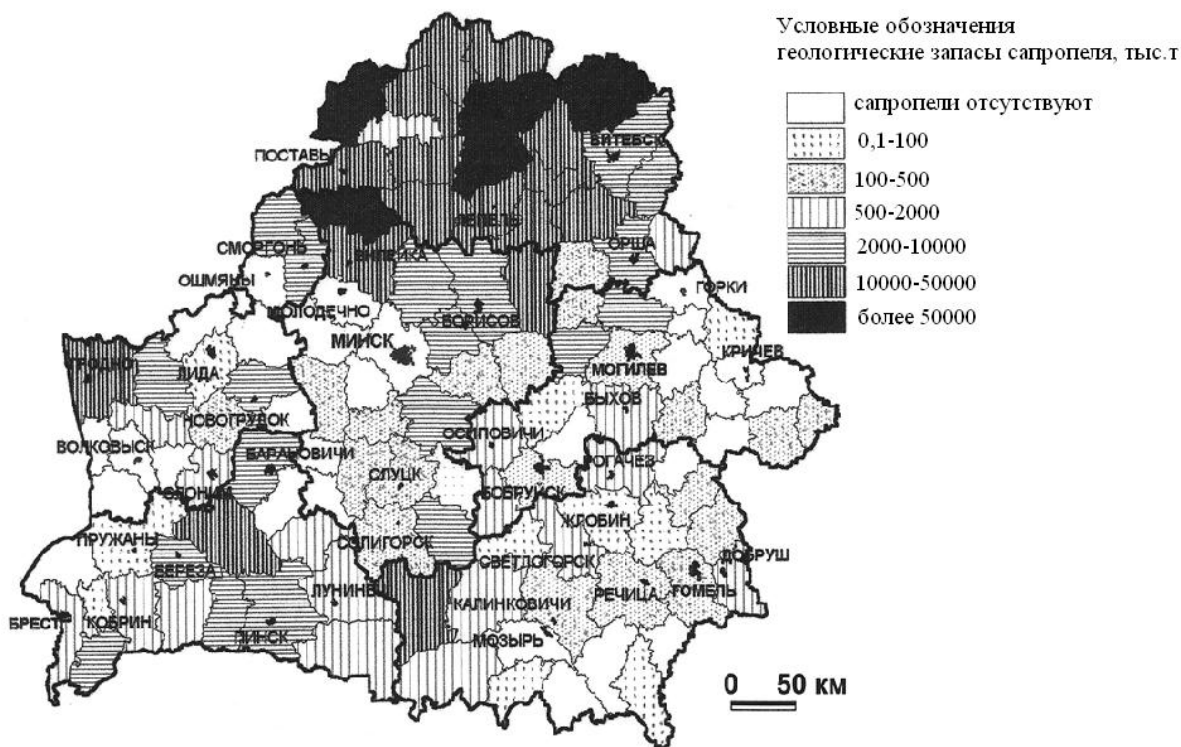 Условные обозначения
геологические запасы сапропеля, тыс.т
сапропели отсутствуют
0,1-100
100-500
500-2000
2000-10000
10000-50000
более 50000
ВИТЕБСК
ПОСТАВЫ
ЛЕПЕЛЬ
СМОРГОНЬ
ОРША
ВИЛЕЙКА
ОШМЯНЫ
ГОРКИ
МОЛОДЕЧНО
БОРИСОВ
МИНСК
КРИЧЕВ
ГРОДНО
МОГИЛЕВ
ЛИДА
БЫХОВ
НОВОГРУДОК
ОСИПОВИЧИ
ВОЛКОВЫСК
БАРАНОВИЧИ
РОГАЧЕЗ
СЛУЦК
СЛОНИМ
БОБРУЙСК
ЖЛОБИН
ПРУЖАНЫ
СОЛИГОРСК
СВЕТЛОГОРСК
ДОБРУШ
БЕРЕЗА
ЛУНИНЕ
РЕЧИЦА
ГОМЕЛЬ
КАЛИНКОВИЧИ
БРЕСТ
КОБРИН
ПИНСК
МОЗЫРЬ
0 50 КМ